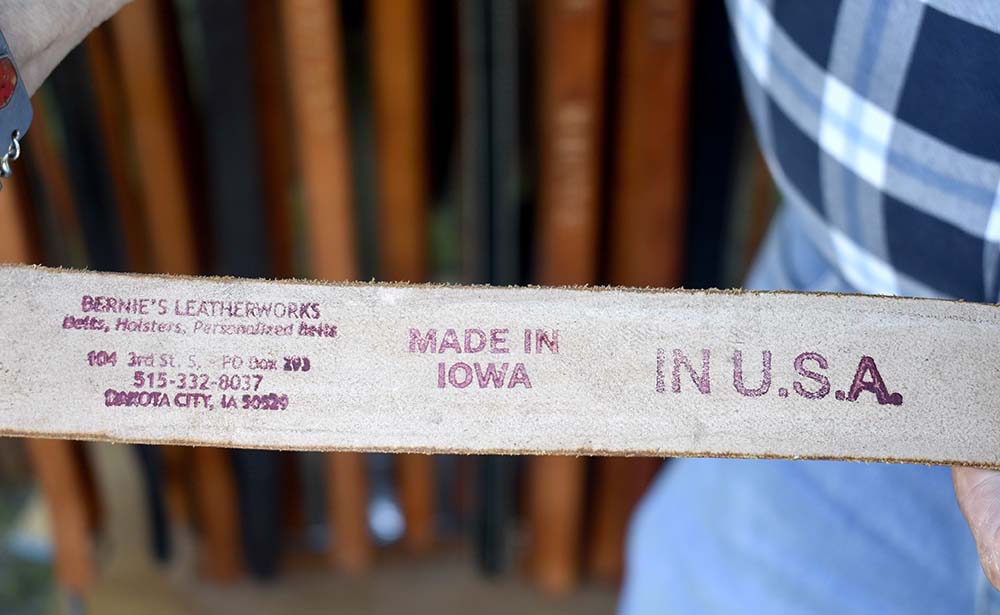 BERNIE'S LEATHERWORKS
Belts, Holsters, Personalized Belts
104 3rd St. S. - PO Box 293
515-332-8037
DAKOTA CITY, IA 50529
MADE IN
IOWA
IN U.S.A.